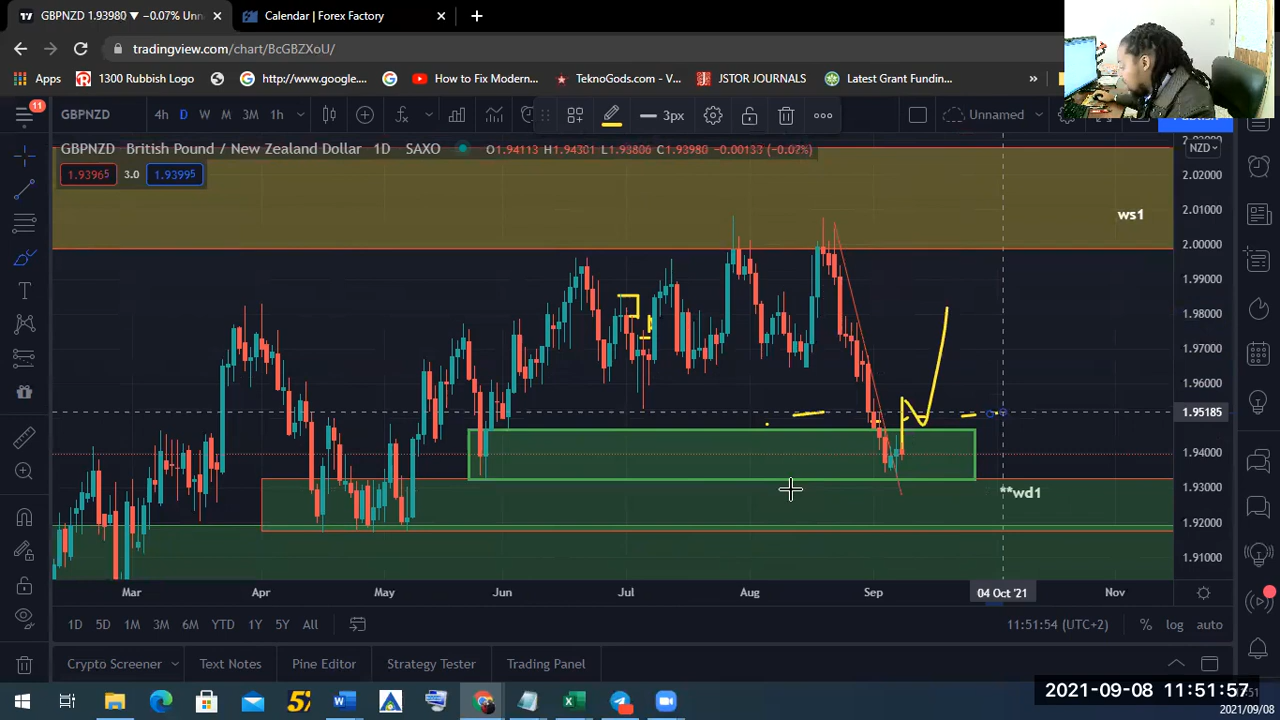 GBPNZD 1.93980 ▼ −0.07% Unn
Calendar | Forex Factory
tradingview.com/chart/BcGBZXoU/
Apps
1300 Rubbish Logo
http://www.google....
How to Fix Modern...
TeknoGods.com - V...
JSTOR JOURNALS
Latest Grant Fundin...
»
11
GBPNZD
4h D W M 3M 1h
3px
Unnamed
Publish
GBPNZD British Pound / New Zealand Dollar 1D SAXO
O1.94113 H1.94301 L1.93806 C1.93980 −0.00133 (−0.07%)
NZD
1.93965
3.0
1.93995
2.02000
2.01000
2.00000
1.99000
1.98000
1.97000
1.96000
1.95185
1.94000
1.93000
1.92000
1.91000
ws1
**wd1
Mar Apr May Jun Jul Aug Sep 04 Oct '21 Nov
1D 5D 1M 3M 6M YTD 1Y 5Y All
11:51:54 (UTC+2)
% log auto
Crypto Screener Text Notes Pine Editor Strategy Tester Trading Panel
2021-09-08 11:51:57
2021/09/08